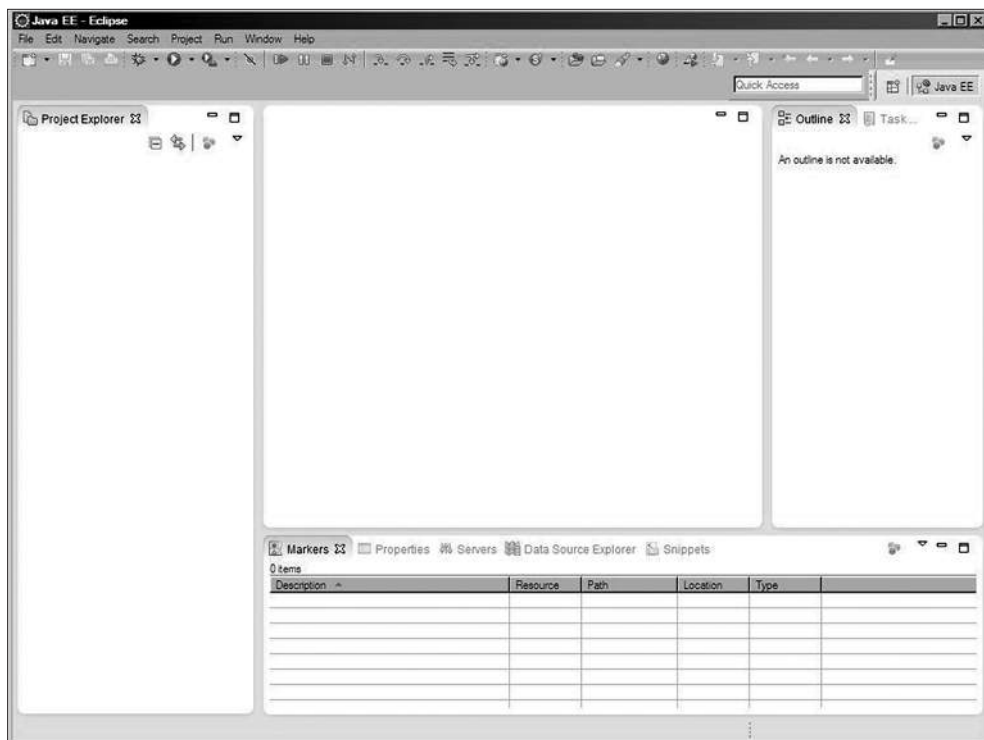 Java EE - Eclipse
File Edit Navigate Search Project Run Window Help
Quick Access
Java EE
Project Explorer
Outline Task...
An outline is not available.
Markers Properties Servers Data Source Explorer Snippets
0 items
Description Resource Path Location Type